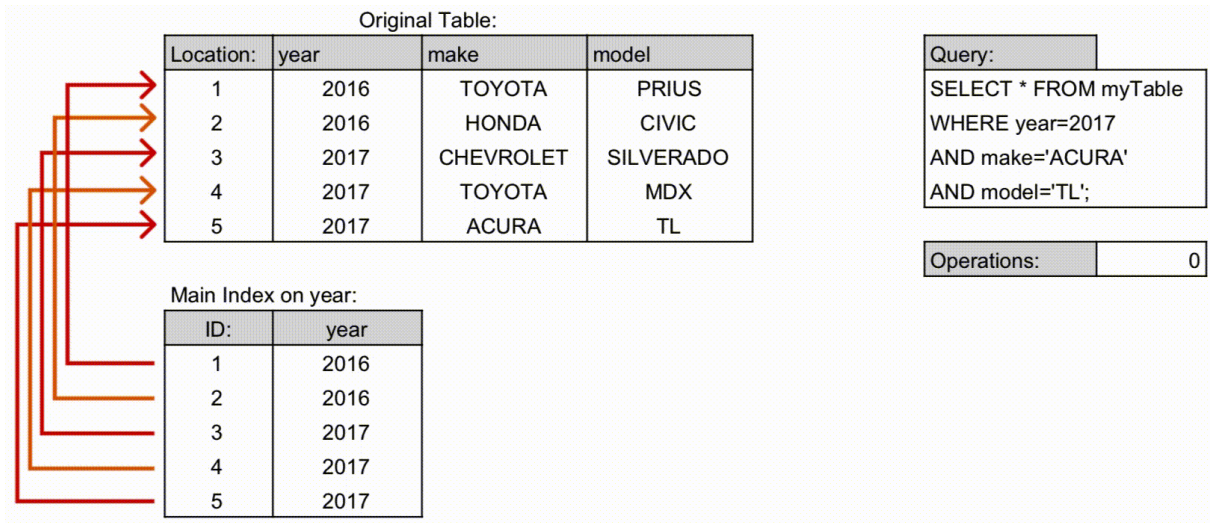 Original Table:
Location: year make model
1 2016 TOYOTA PRIUS
2 2016 HONDA CIVIC
3 2017 CHEVROLET SILVERADO
4 2017 TOYOTA MDX
5 2017 ACURA TL
Query:
SELECT * FROM myTable
WHERE year=2017
AND make='ACURA'
AND model='TL';
Operations: 0
Main Index on year:
ID: year
1 2016
2 2016
3 2017
4 2017
5 2017